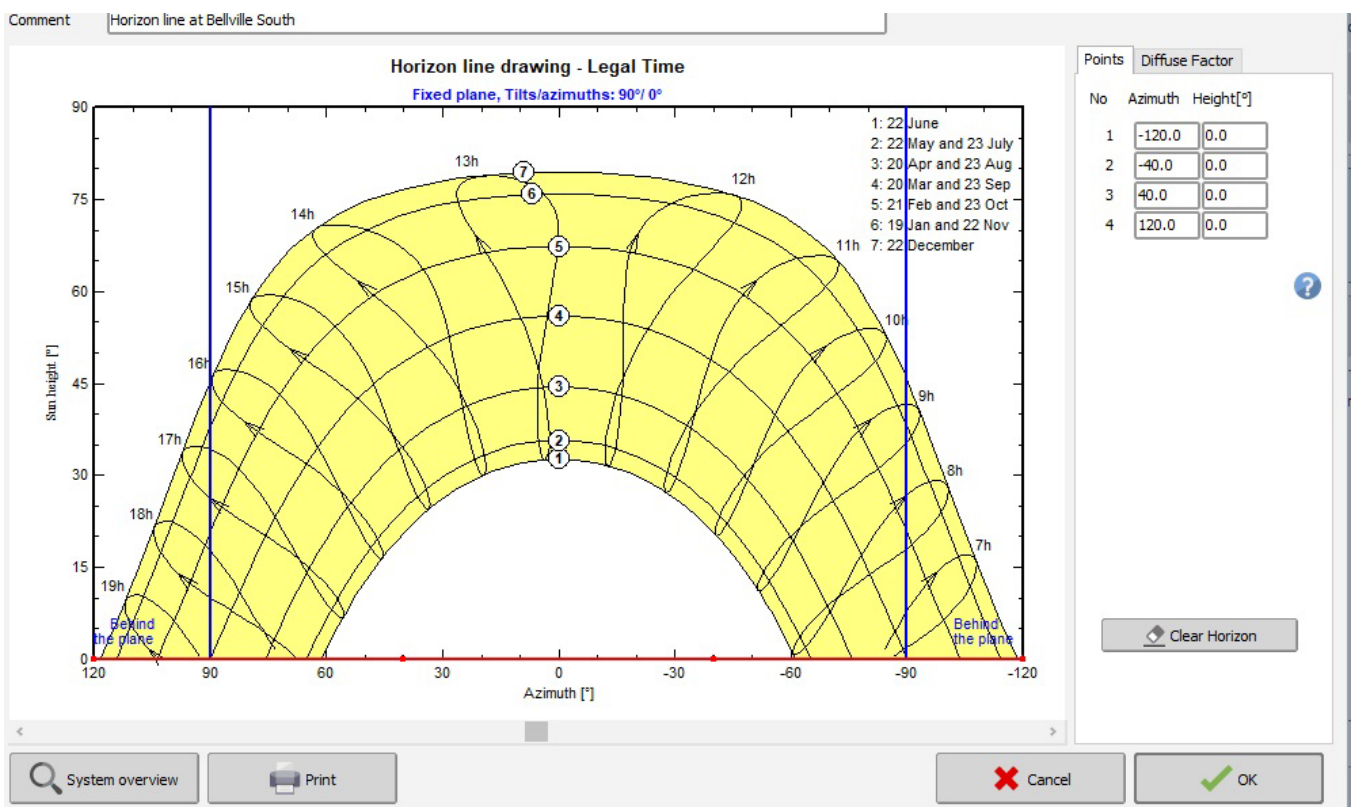 Comment Horizon line at Bellville South
Horizon line drawing - Legal Time
Fixed plane, Tilts/azimuths: 90°/ 0°
1: 22 June
2: 22 May and 23 July
3: 20 Apr and 23 Aug
4: 20 Mar and 23 Sep
5: 21 Feb and 23 Oct
6: 19 Jan and 22 Nov
7: 22 December
90
75
60
45
30
15
0
Sun height [°]
19h
18h
17h
16h
15h
14h
13h
12h
11h
10h
9h
8h
7h
7
6
5
4
3
2
1
Behind
the plane
Behind
the plane
120 90 60 30 0 -30 -60 -90 -120
Azimuth [°]
Points Diffuse Factor
No Azimuth Height[°]
1 -120.0 0.0
2 -40.0 0.0
3 40.0 0.0
4 120.0 0.0
?
Clear Horizon
System overview Print Cancel OK